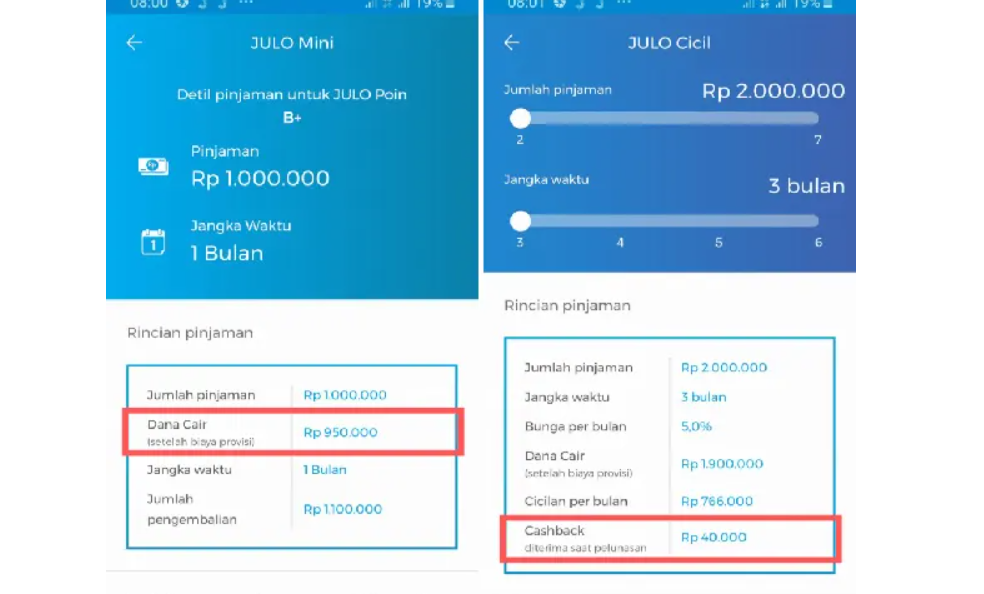 08:00
19%
JULO Mini
Detil pinjaman untuk JULO Poin
B+
Pinjaman
Rp 1.000.000
1
Jangka Waktu
1 Bulan
Rincian pinjaman
Jumlah pinjaman Rp 1.000.000
Dana Cair Rp 950.000
(setelah biaya provisi)
Jangka waktu 1 Bulan
Jumlah
pengembalian Rp 1.100.000
08:01
19%
JULO Cicil
Jumlah pinjaman Rp 2.000.000
2 7
Jangka waktu 3 bulan
3 4 5 6
Rincian pinjaman
Jumlah pinjaman Rp 2.000.000
Jangka waktu 3 bulan
Bunga per bulan 5,0%
Dana Cair Rp 1.900.000
(setelah biaya provisi)
Cicilan per bulan Rp 766.000
Cashback Rp 40.000
diterima saat pelunasan